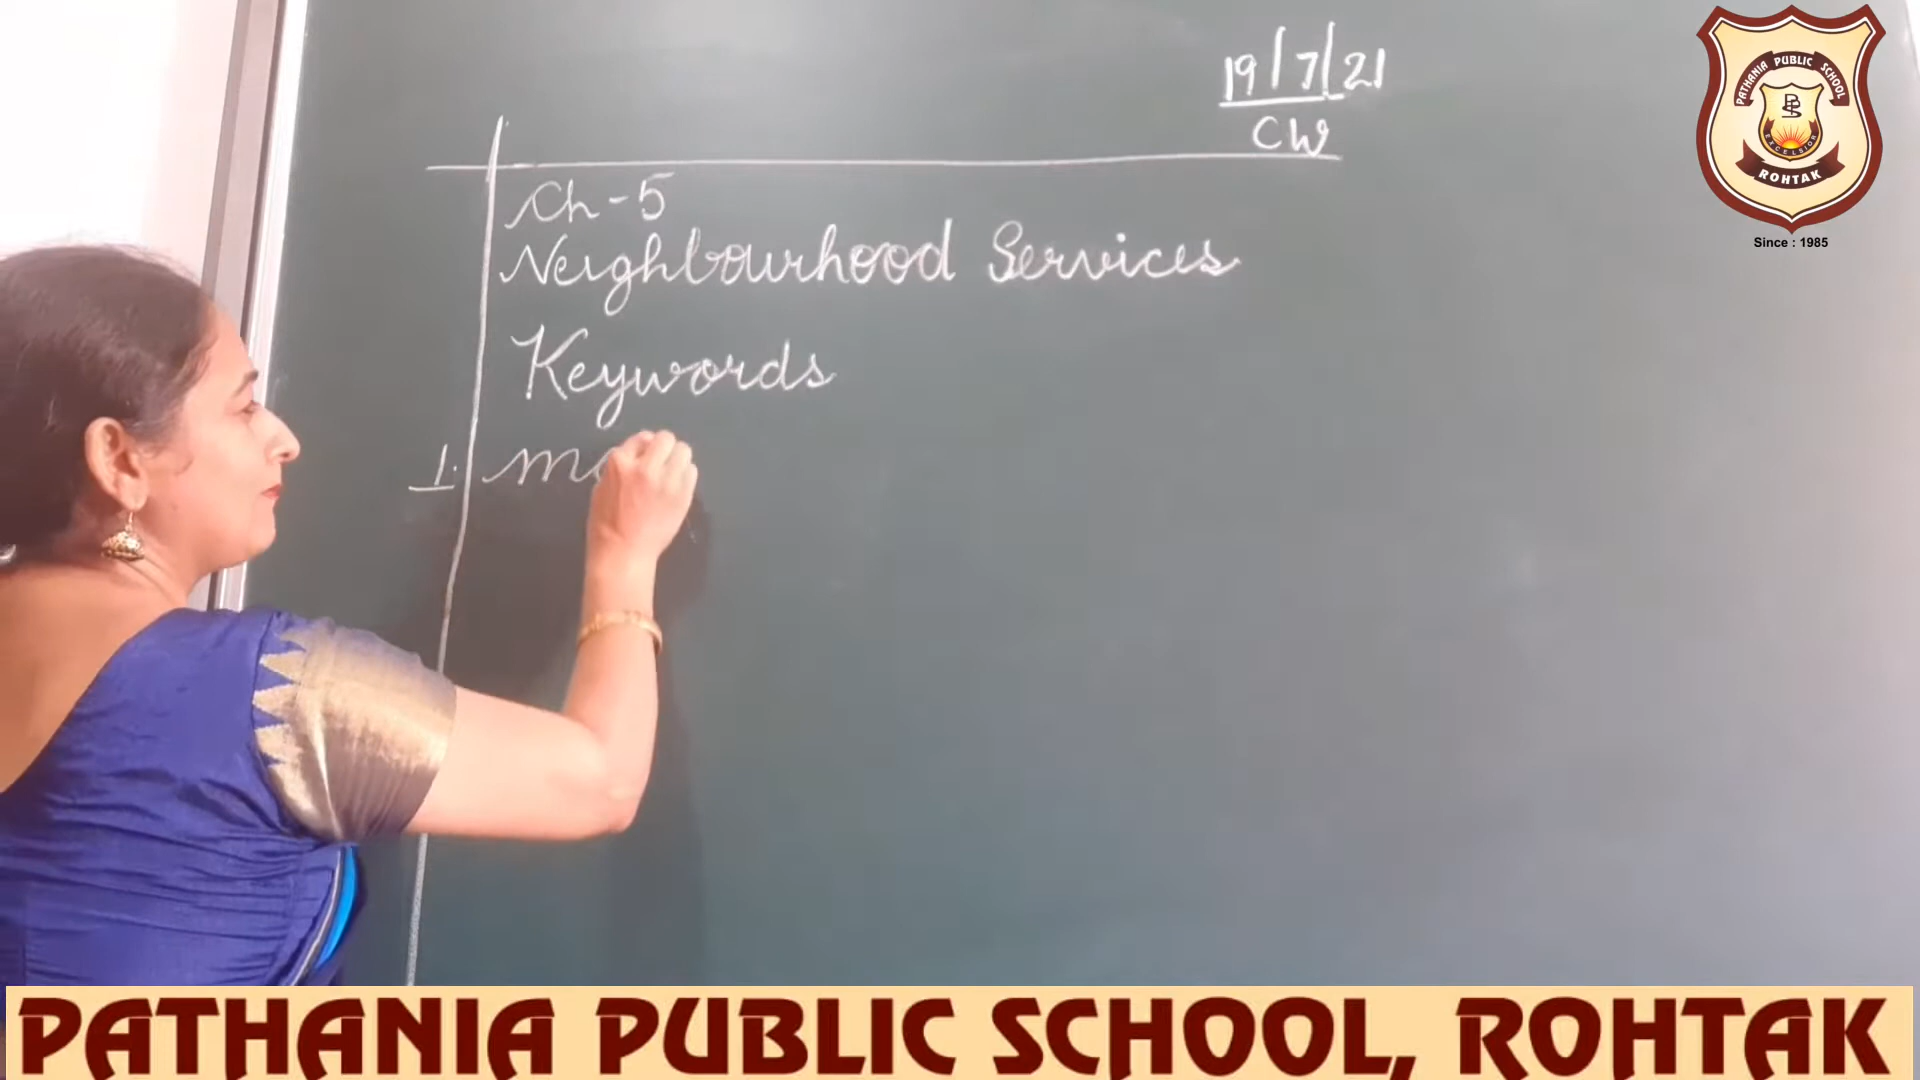 19/7/21
CW
Ch-5
Neighbourhood Services
Keywords
1.
PATHANIA PUBLIC SCHOOL
EXCELSIOR
ROHTAK
Since : 1985
PATHANIA PUBLIC SCHOOL, ROHTAK